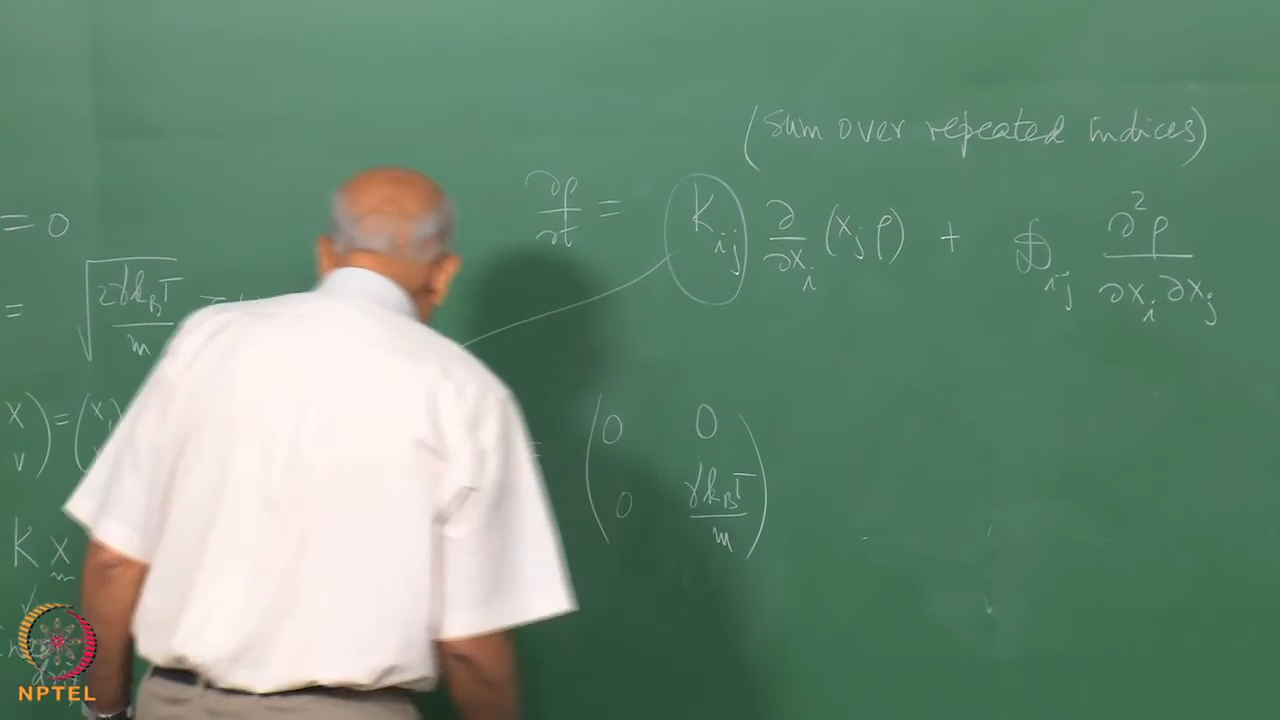 (Sum over repeated indices)
= 0
∂ρ/∂t = K_ij ∂/∂x_i (x_j ρ) + 𝔇_ij ∂²ρ/∂x_i ∂x_j
= √(2γk_BT/m)
(x v) = (x
= (0 0
0 γk_BT/m)
K x
NPTEL